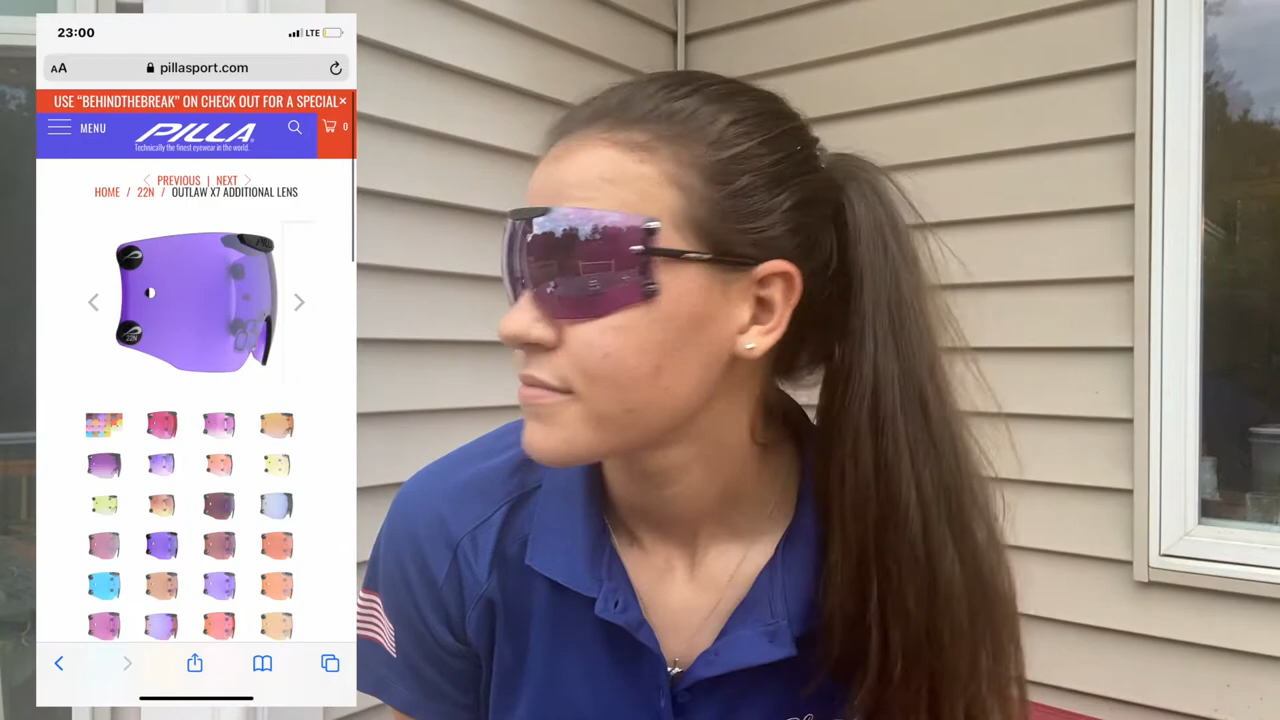 23:00
LTE
AA
pillasport.com
USE “BEHINDTHEBREAK” ON CHECK OUT FOR A SPECIAL×
MENU
PILLA
0
Technically the finest eyewear in the world.
PREVIOUS | NEXT
HOME / 22N / OUTLAW X7 ADDITIONAL LENS
22N